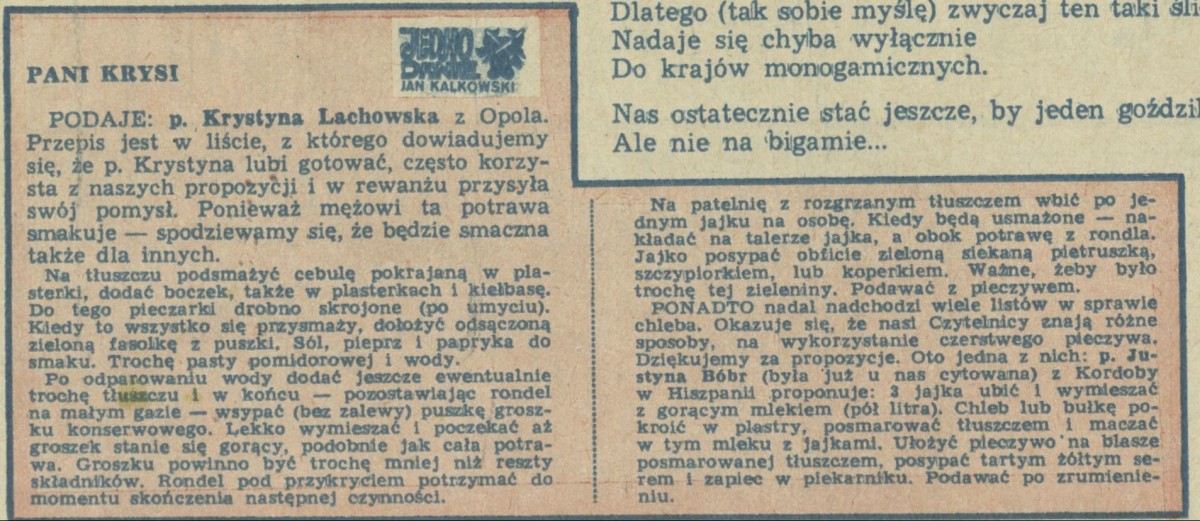 PANI KRYSI
JEDNO
DANIE
JAN KALKOWSKI
PODAJE: p. Krystyna Lachowska z Opola.
Przepis jest w liście, z którego dowiadujemy
się, że p. Krystyna lubi gotować, często korzy-
sta z naszych propozycji i w rewanżu przysyła
swój pomysł. Ponieważ mężowi ta potrawa
smakuje — spodziewamy się, że będzie smaczna
także dla innych.
Na tłuszczu podsmażyć cebulę pokrajaną w pla-
sterki, dodać boczek, także w plasterkach i kiełbasę.
Do tego pieczarki drobno skrojone (po umyciu).
Kiedy to wszystko się przysmaży, dołożyć odsączoną
zieloną fasolkę z puszki. Sól, pieprz i papryka do
smaku. Trochę pasty pomidorowej i wody.
Po odparowaniu wody dodać jeszcze ewentualnie
trochę tłuszczu i w końcu — pozostawiając rondel
na małym gazie — wsypać (bez zalewy) puszkę grosz-
ku konserwowego. Lekko wymieszać i poczekać aż
groszek stanie się gorący, podobnie jak cała potra-
wa. Groszku powinno być trochę mniej niż reszty
składników. Rondel pod przykryciem potrzymać do
momentu skończenia następnej czynności.
Dlatego (tak sobie myślę) zwyczaj ten taki śli
Nadaje się chyba wyłącznie
Do krajów monogamicznych.
Nas ostatecznie stać jeszcze, by jeden goździ
Ale nie na bigamie...
Na patelnię z rozgrzanym tłuszczem wbić po je-
dnym jajku na osobę. Kiedy będą usmażone — na-
kładać na talerze jajka, a obok potrawę z rondla.
Jajko posypać obficie zieloną siekaną pietruszką,
szczypiorkiem, lub koperkiem. Ważne, żeby było
trochę tej zieleniny. Podawać z pieczywem.
PONADTO nadal nadchodzi wiele listów w sprawie
chleba. Okazuje się, że nasi Czytelnicy znają różne
sposoby, na wykorzystanie czerstwego pieczywa.
Dziękujemy za propozycje. Oto jedna z nich: p. Ju-
styna Bóbr (była już u nas cytowana) z Kordoby
w Hiszpanii proponuje: 3 jajka ubić i wymieszać
z gorącym mlekiem (pół litra). Chleb lub bułkę po-
kroić w plastry, posmarować tłuszczem i maczać
w tym mleku z jajkami. Ułożyć pieczywo na blasze
posmarowanej tłuszczem, posypać tartym żółtym se-
rem i zapiec w piekarniku. Podawać po zrumienie-
niu.